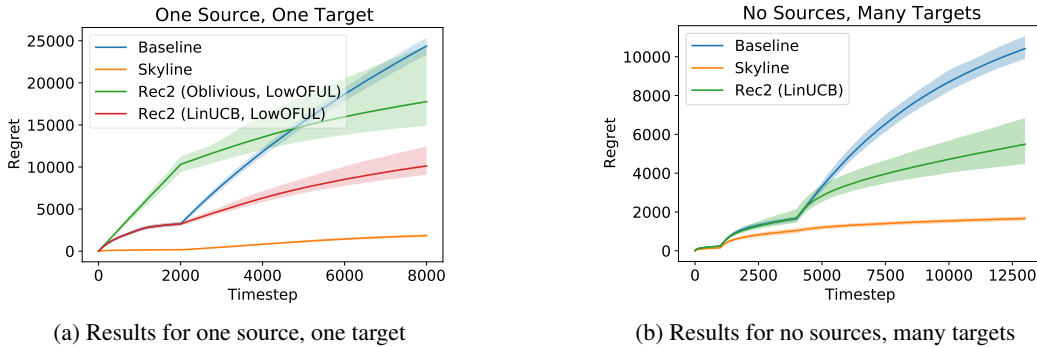 One Source, One Target
Baseline
Skyline
Rec2 (Oblivious, LowOFUL)
Rec2 (LinUCB, LowOFUL)
Regret
25000
20000
15000
10000
5000
0
0 2000 4000 6000 8000
Timestep
(a) Results for one source, one target
No Sources, Many Targets
Baseline
Skyline
Rec2 (LinUCB)
Regret
10000
8000
6000
4000
2000
0
0 2500 5000 7500 10000 12500
Timestep
(b) Results for no sources, many targets